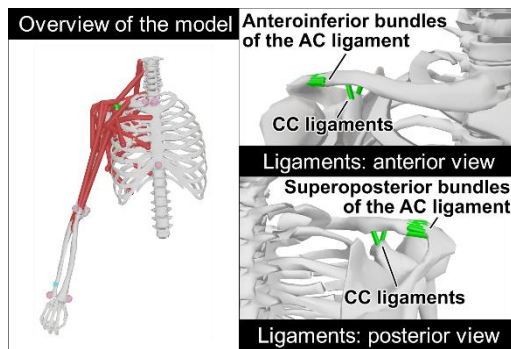 Overview of the model
Anteroinferior bundles
of the AC ligament
CC ligaments
Ligaments: anterior view
Superoposterior bundles
of the AC ligament
CC ligaments
Ligaments: posterior view